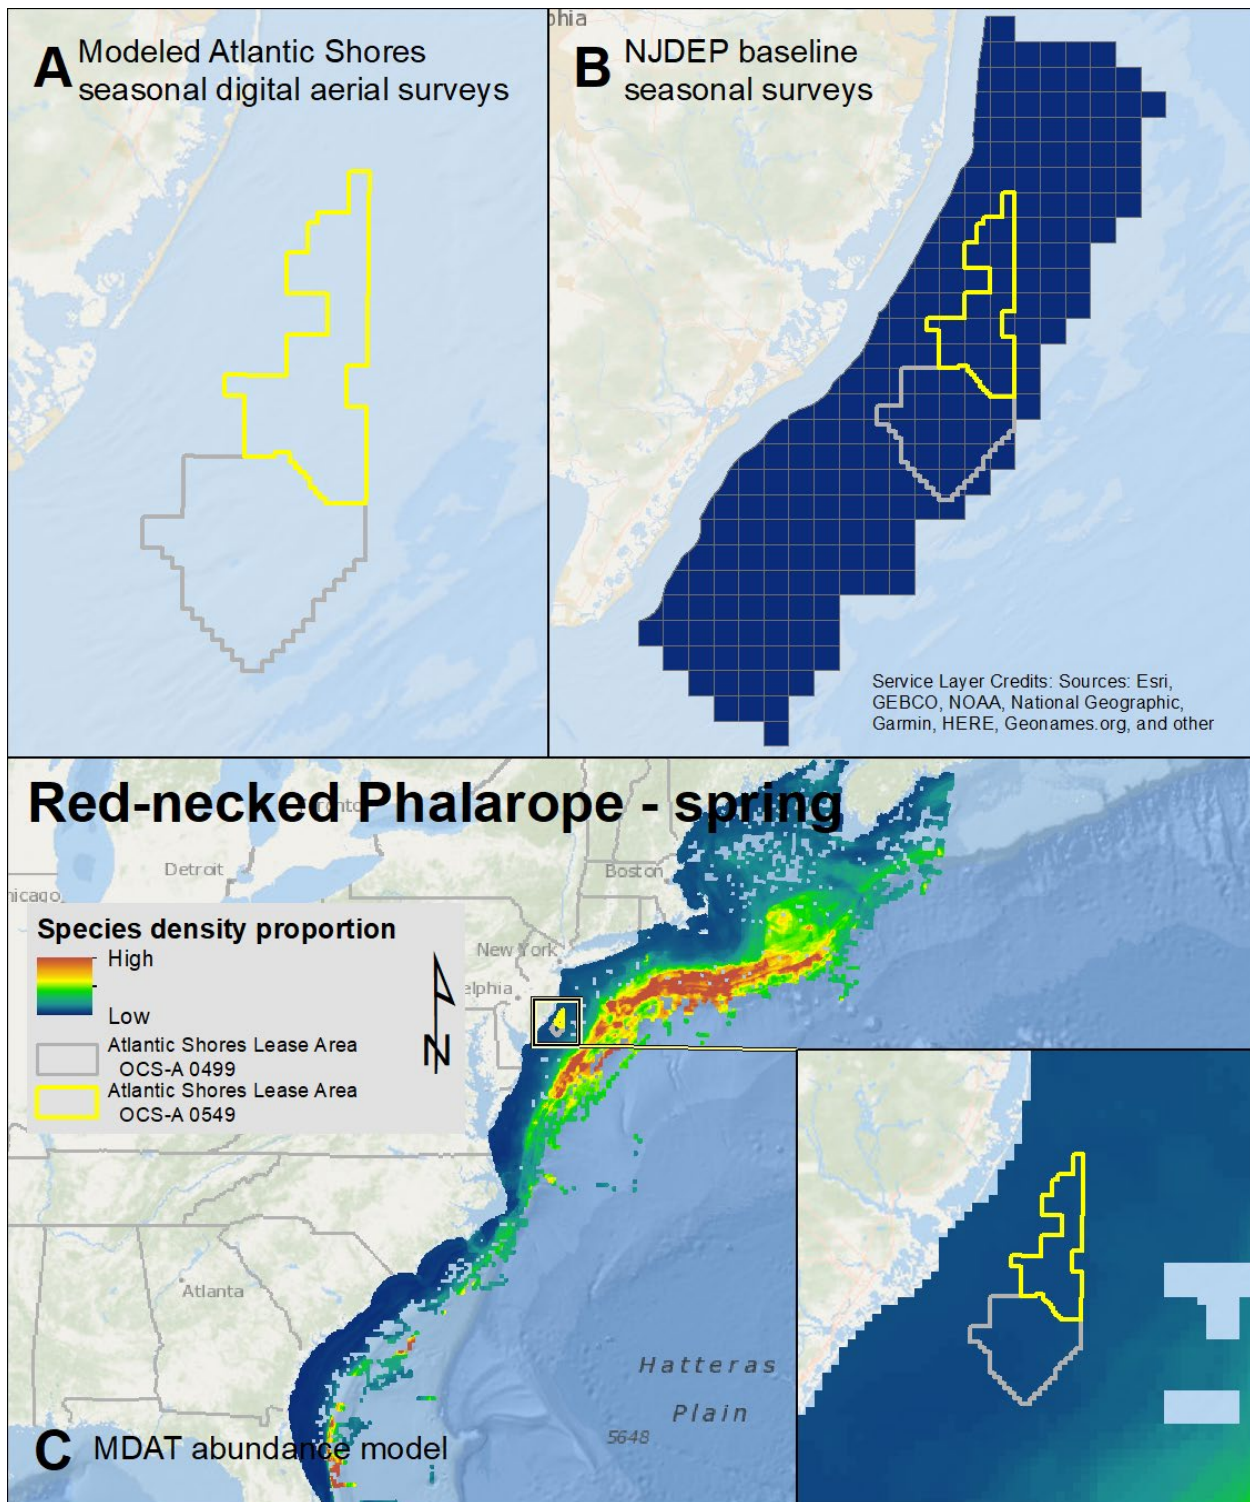 A Modeled Atlantic Shores
seasonal digital aerial surveys
phia
B NJDEP baseline
seasonal surveys
Service Layer Credits: Sources: Esri,
GEBCO, NOAA, National Geographic,
Garmin, HERE, Geonames.org, and other
Red-necked Phalarope - spring
Detroit
Boston
hicago
Species density proportion
High
Low
New York
elphia
Atlantic Shores Lease Area
OCS-A 0499
Atlantic Shores Lease Area
OCS-A 0549
N
Atlanta
Hatteras
Plain
5648
C MDAT abundance model